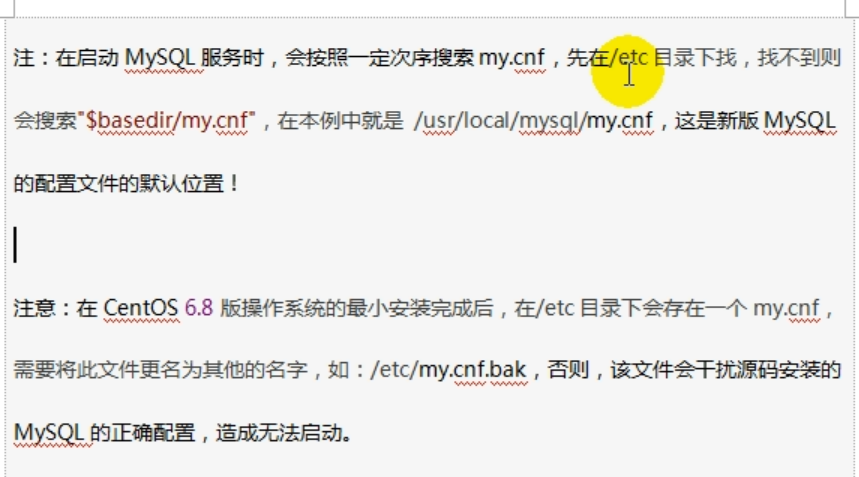 注：在启动 MySQL 服务时，会按照一定次序搜索 my.cnf，先在/etc 目录下找，找不到则
会搜索"$basedir/my.cnf"，在本例中就是 /usr/local/mysql/my.cnf，这是新版 MySQL
的配置文件的默认位置！
注意：在 CentOS 6.8 版操作系统的最小安装完成后，在/etc 目录下会存在一个 my.cnf，
需要将此文件更名为其他的名字，如：/etc/my.cnf.bak，否则，该文件会干扰源码安装的
MySQL 的正确配置，造成无法启动。